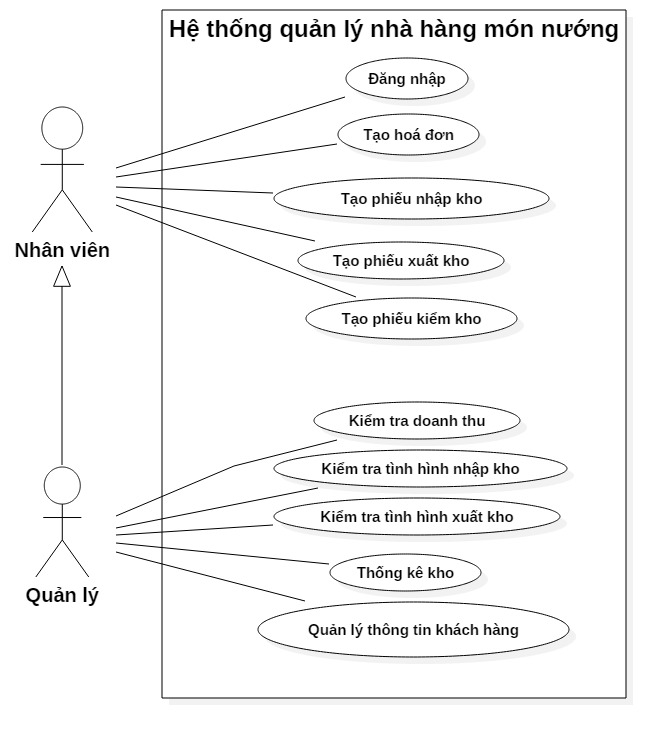 Hệ thống quản lý nhà hàng món nướng
Đăng nhập
Tạo hoá đơn
Tạo phiếu nhập kho
Tạo phiếu xuất kho
Tạo phiếu kiểm kho
Nhân viên
Kiểm tra doanh thu
Kiểm tra tình hình nhập kho
Kiểm tra tình hình xuất kho
Thống kê kho
Quản lý thông tin khách hàng
Quản lý